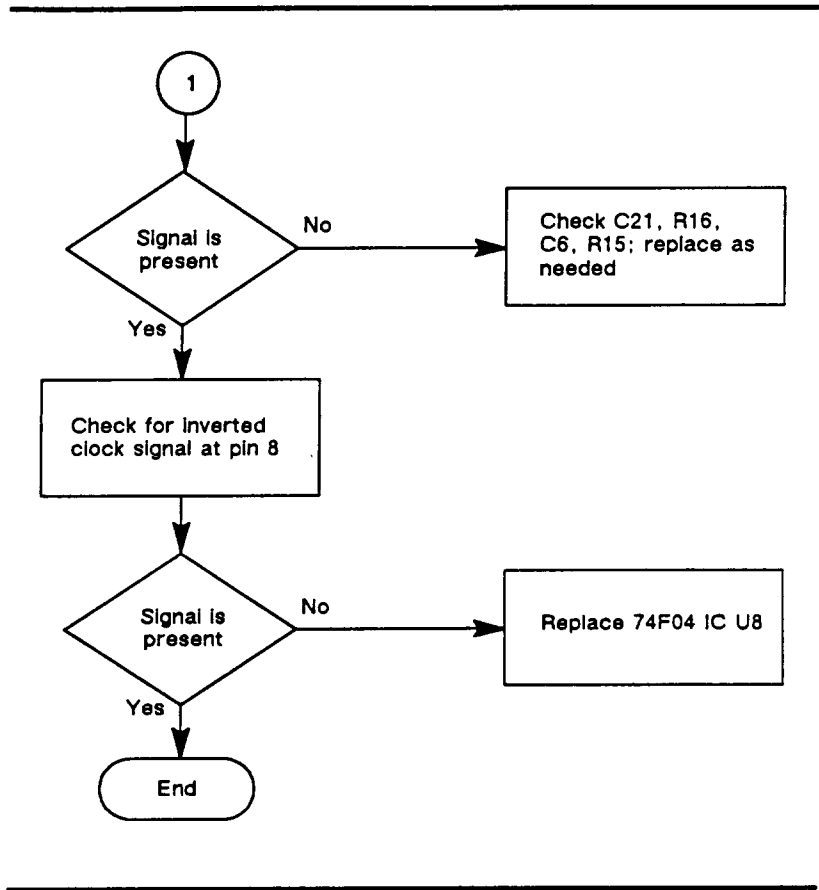 1
Signal is
present
No
Check C21, R16,
C6, R15; replace as
needed
Yes
Check for inverted
clock signal at pin 8
Signal is
present
No
Replace 74F04 IC U8
Yes
End